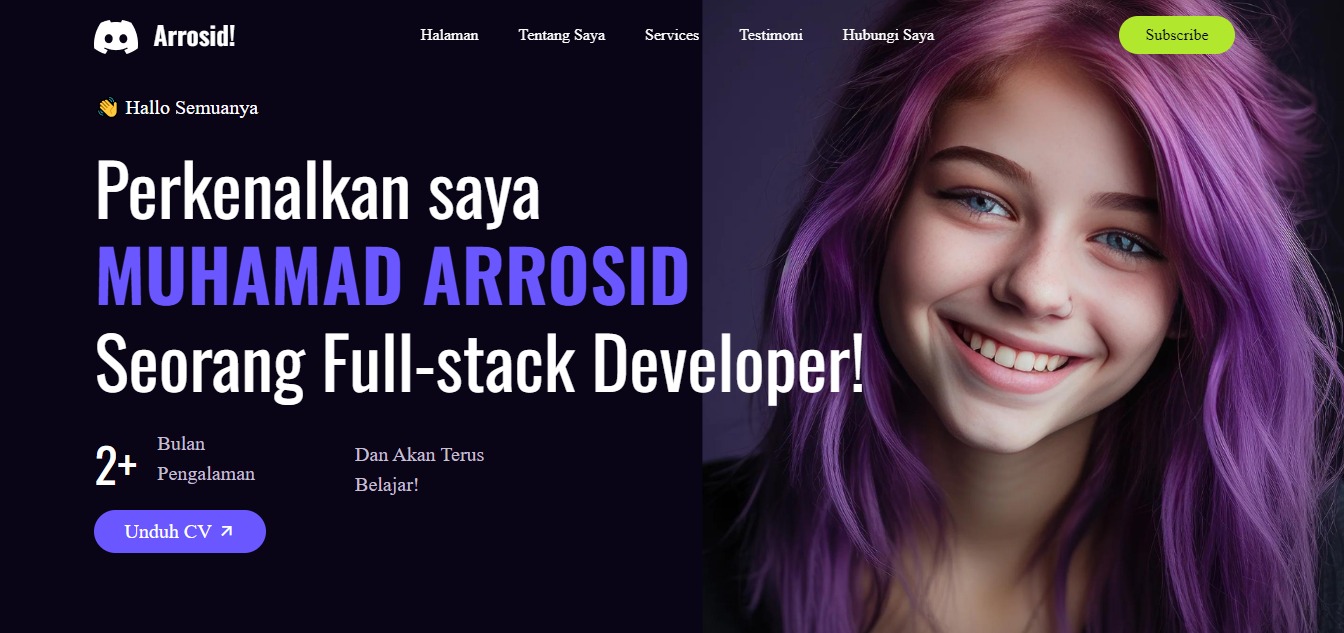 Arrosid!
Halaman Tentang Saya Services Testimoni Hubungi Saya
Subscribe
👋 Hallo Semuanya
Perkenalkan saya
MUHAMAD ARROSID
Seorang Full-stack Developer!
2+
Bulan
Pengalaman
Dan Akan Terus
Belajar!
Unduh CV